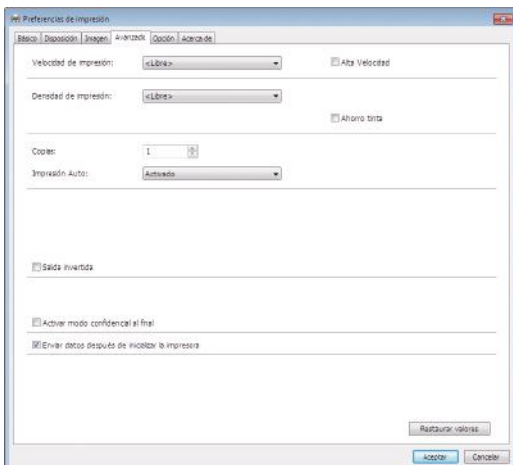 Preferencias de impresión
Básico Disposición Imagen Avanzado Opción Acerca de
Velocidad de impresión: <Libre> Alta Velocidad
Densidad de impresión: <Libre>
Ahorro tinta
Copias: 1
Impresión Auto: Activado
Salida invertida
Activar modo confidencial al final
Enviar datos después de inicializar la impresora
Restaurar valores
Aceptar Cancelar